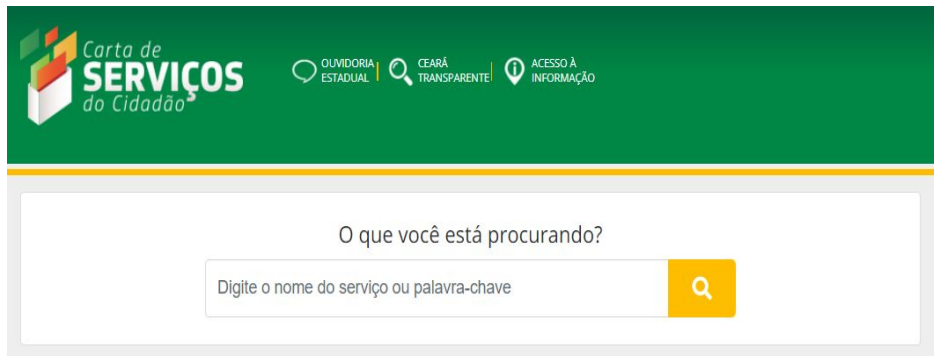 Carta de
SERVIÇOS
do Cidadão
OUVIDORIA
ESTADUAL
CEARÁ
TRANSPARENTE
ACESSO À
INFORMAÇÃO
O que você está procurando?
Digite o nome do serviço ou palavra-chave